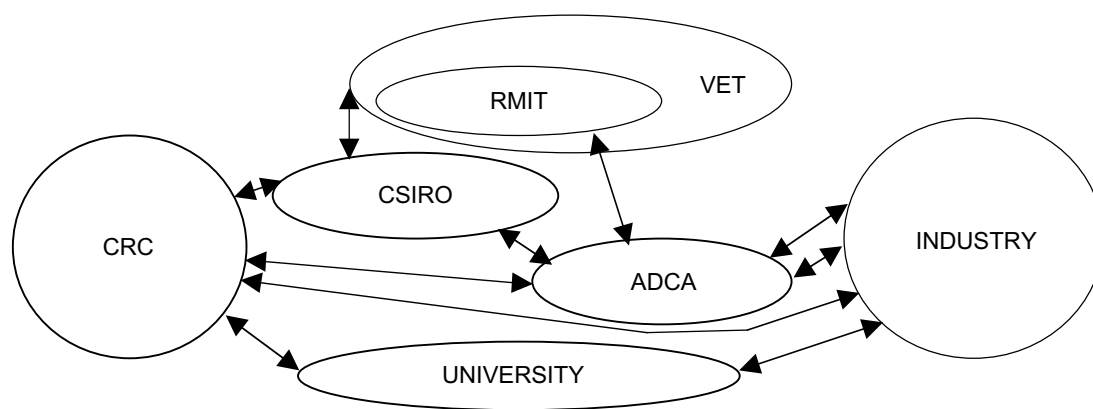 VET
RMIT
CSIRO
CRC
INDUSTRY
ADCA
UNIVERSITY